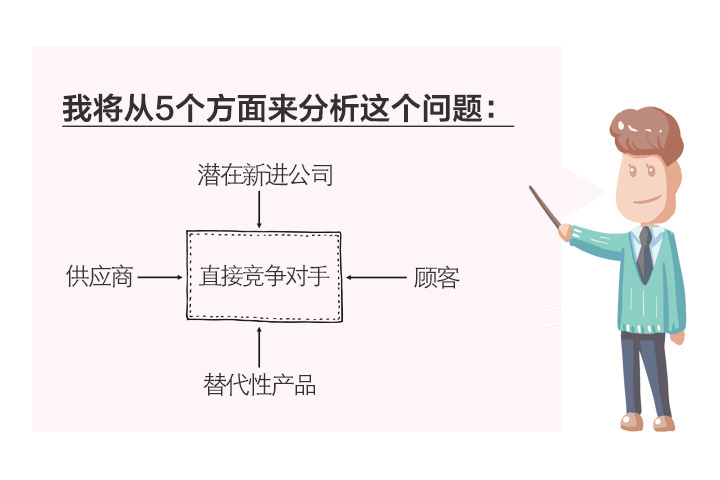 我将从5个方面来分析这个问题：
潜在新进公司
供应商
直接竞争对手
顾客
替代性产品